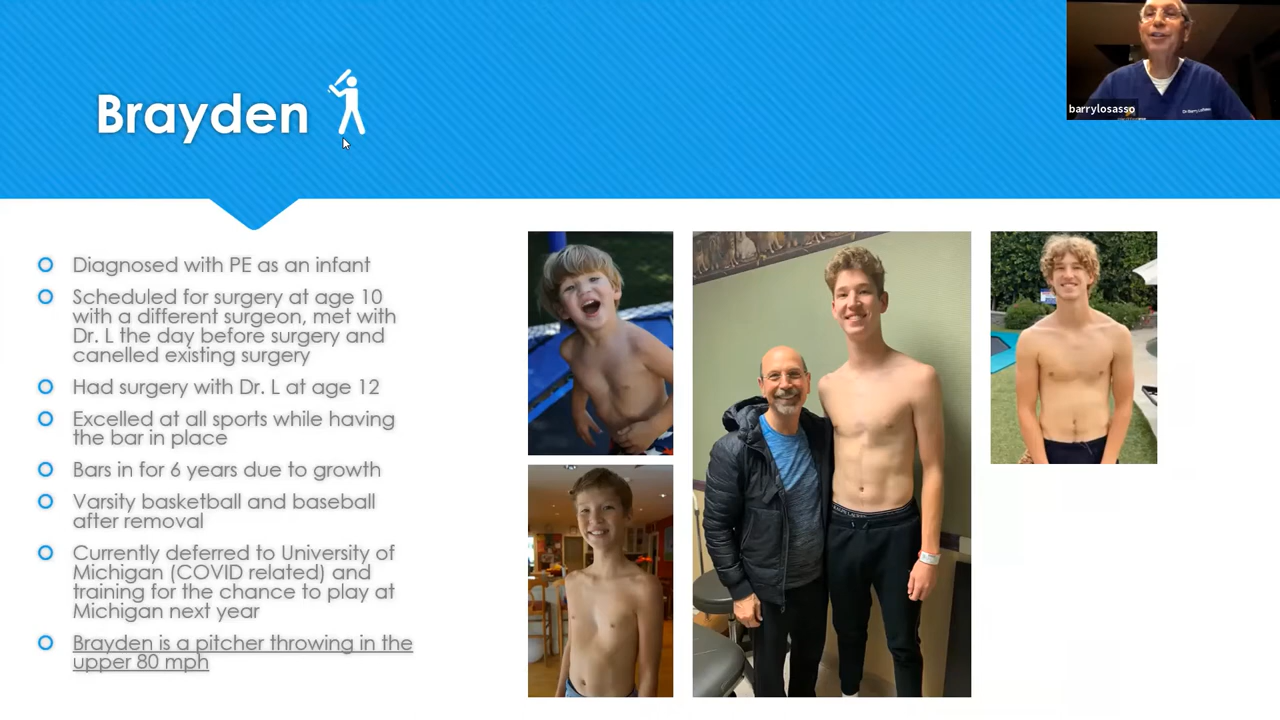 Brayden
barrylosasso
Diagnosed with PE as an infant
Scheduled for surgery at age 10
with a different surgeon, met with
Dr. L the day before surgery and
canelled existing surgery
Had surgery with Dr. L at age 12
Excelled at all sports while having
the bar in place
Bars in for 6 years due to growth
Varsity basketball and baseball
after removal
Currently deferred to University of
Michigan (COVID related) and
training for the chance to play at
Michigan next year
Brayden is a pitcher throwing in the
upper 80 mph